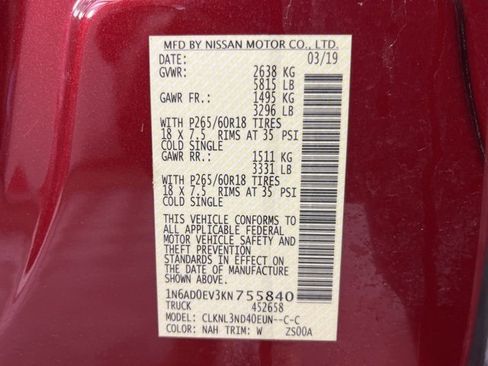 MFD BY NISSAN MOTOR CO., LTD.
DATE: 03/19
GVWR: 2638 KG
5815 LB
GAWR FR.: 1495 KG
3296 LB
WITH P265/60R18 TIRES
18 X 7.5 RIMS AT 35 PSI
COLD SINGLE
GAWR RR.: 1511 KG
3331 LB
WITH P265/60R18 TIRES
18 X 7.5 RIMS AT 35 PSI
COLD SINGLE
THIS VEHICLE CONFORMS TO
ALL APPLICABLE FEDERAL
MOTOR VEHICLE SAFETY AND
THEFT PREVENTION
STANDARDS IN EFFECT ON
THE DATE OF MANUFACTURE
SHOWN ABOVE.
1N6AD0EV3KN755840
TRUCK 452658
MODEL: CLKNL3ND40EUN--C-C
COLOR: NAH TRIM: W ZS00A